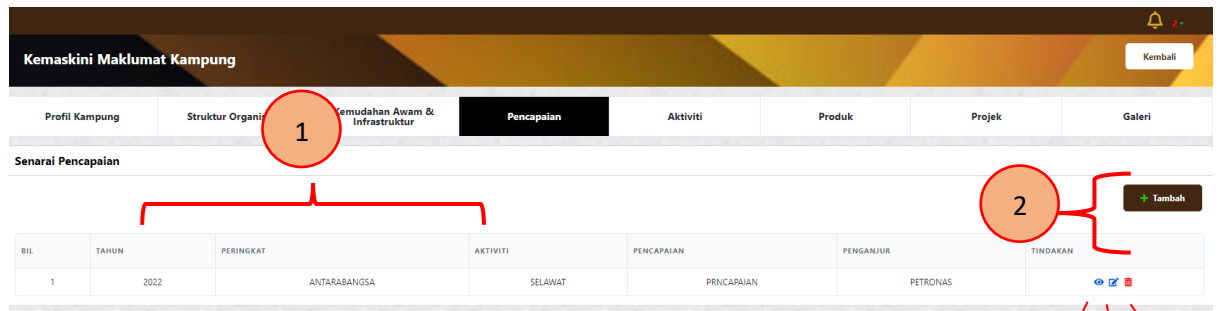 2
Kemaskini Maklumat Kampung
Kembali
Profil Kampung
Struktur Organis
Kemudahan Awam &
Infrastruktur
Pencapaian
Aktiviti
Produk
Projek
Galeri
1
Senarai Pencapaian
2
+ Tambah
BIL TAHUN PERINGKAT AKTIVITI PENCAPAIAN PENGANJUR TINDAKAN
1 2022 ANTARABANGSA SELAWAT PRNCAPAIAN PETRONAS